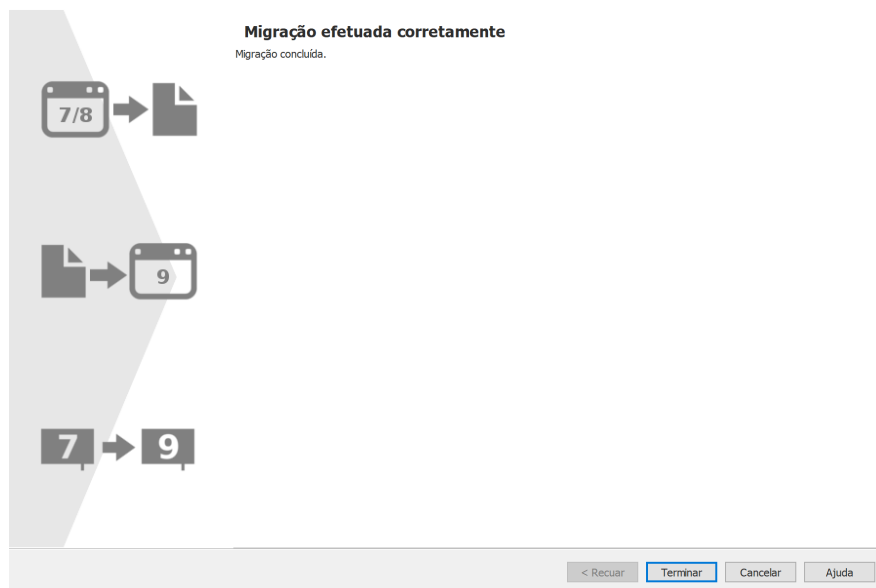 Migração efetuada corretamente
Migração concluída.
7/8
9
7 9
< Recuar Terminar Cancelar Ajuda